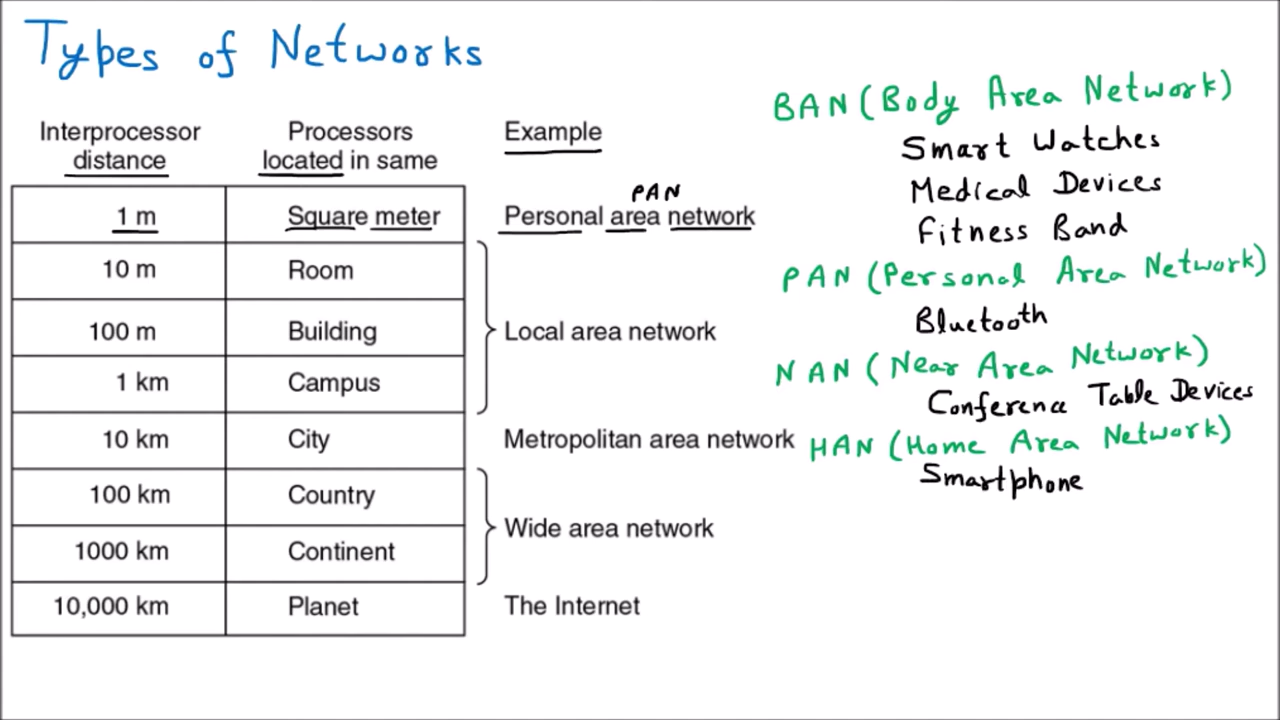 Types of Networks
Interprocessor distance
Processors located in same
Example
1 m Square meter Personal area network
PAN
10 m Room
100 m Building Local area network
1 km Campus
10 km City Metropolitan area network
100 km Country
Wide area network
1000 km Continent
10,000 km Planet The Internet
BAN (Body Area Network)
Smart Watches
Medical Devices
Fitness Band
PAN (Personal Area Network)
Bluetooth
NAN (Near Area Network)
Conference Table Devices
HAN (Home Area Network)
Smartphone